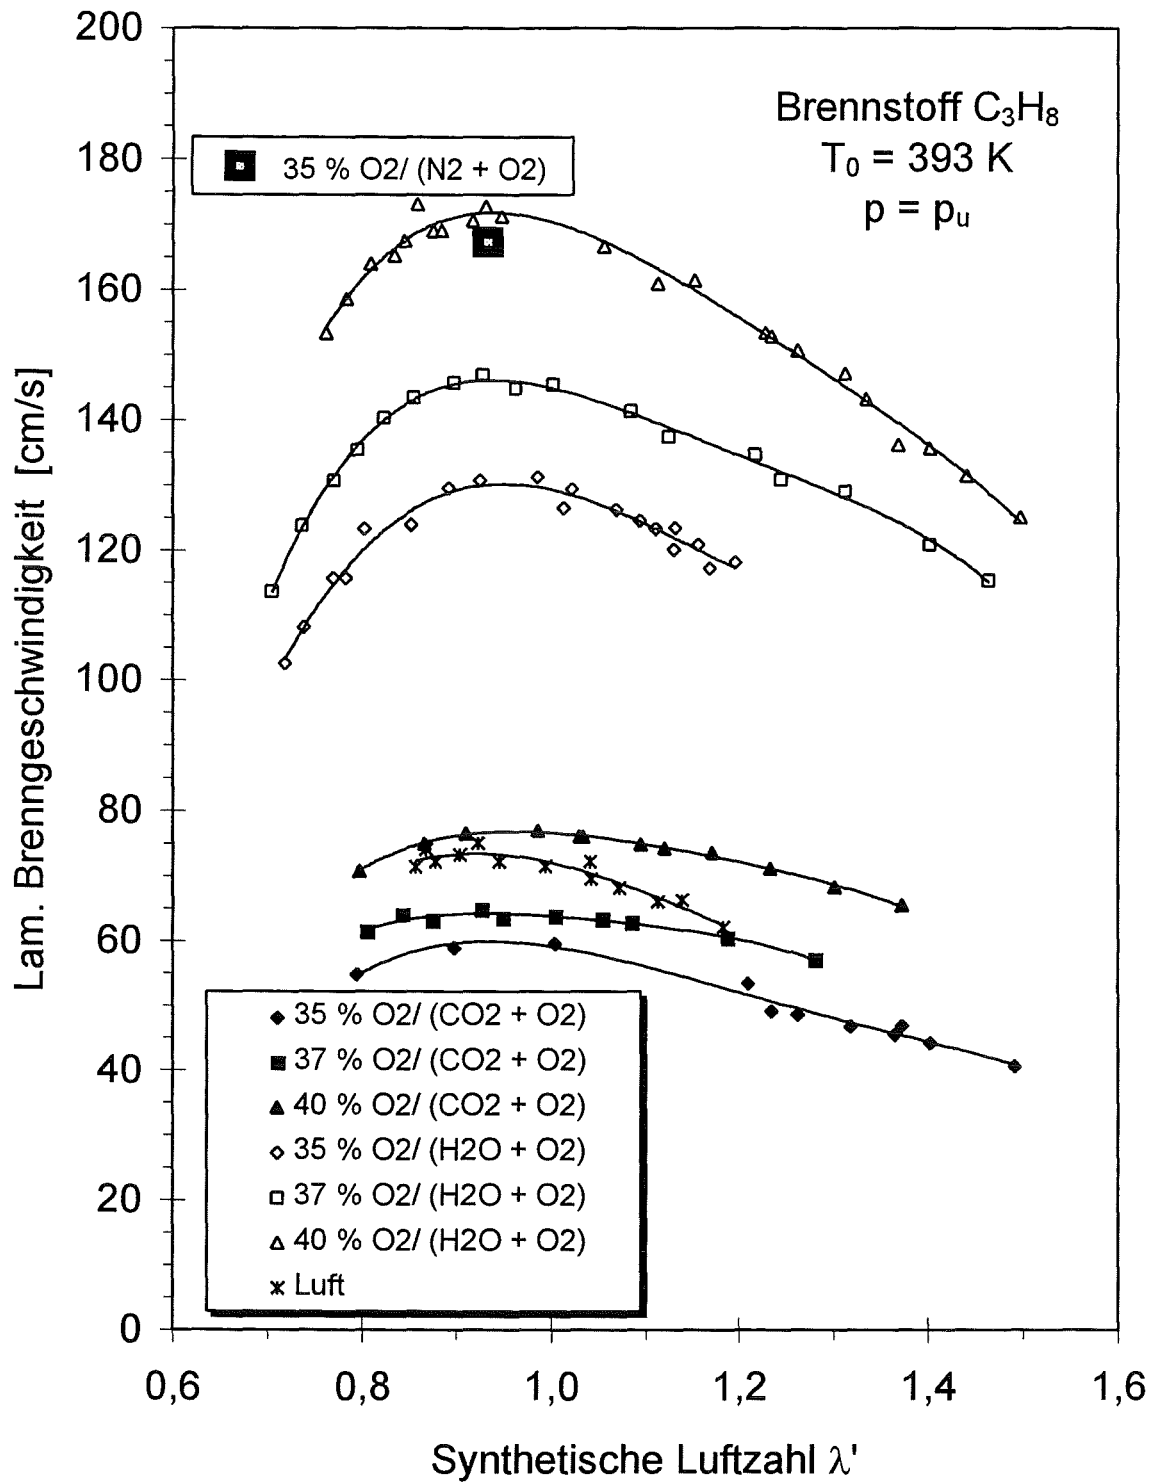 200
180
160
140
120
100
80
60
40
20
0
Lam. Brenngeschwindigkeit [cm/s]
Brennstoff C₃H₈
T₀ = 393 K
p = pᵤ
35 % O2/ (N2 + O2)
35 % O2/ (CO2 + O2)
37 % O2/ (CO2 + O2)
40 % O2/ (CO2 + O2)
35 % O2/ (H2O + O2)
37 % O2/ (H2O + O2)
40 % O2/ (H2O + O2)
Luft
0,6 0,8 1,0 1,2 1,4 1,6
Synthetische Luftzahl λ'